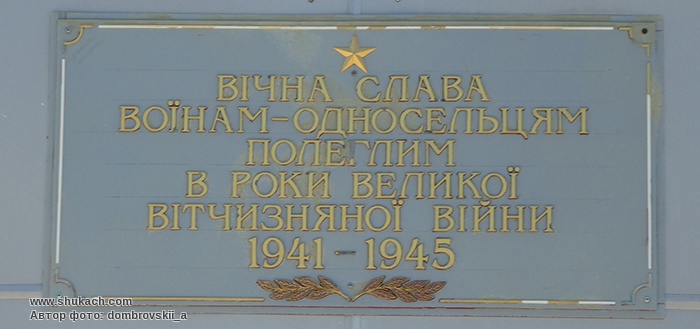 ВІЧНА СЛАВА
ВОЇНАМ-ОДНОСЕЛЬЦЯМ
ПОЛЕГЛИМ
В РОКИ ВЕЛИКОЇ
ВІТЧИЗНЯНОЇ ВІЙНИ
1941-1945
www.shukach.com
Автор фото: dombrovskii_a